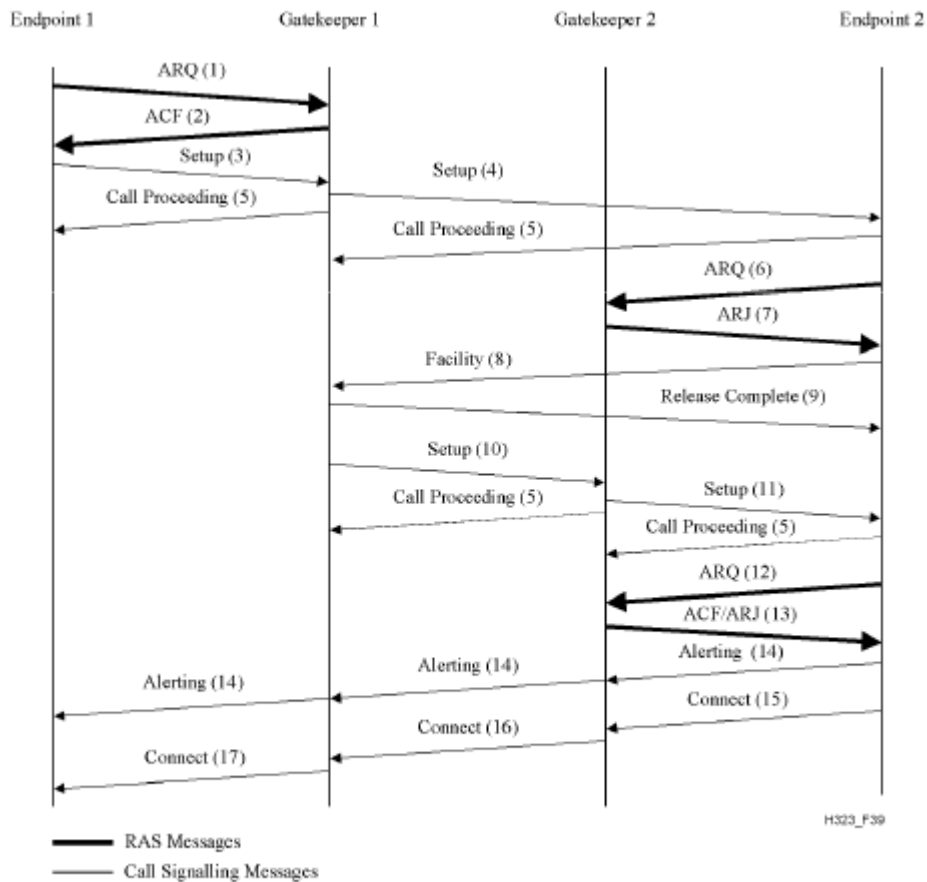 Endpoint 1 Gatekeeper 1 Gatekeeper 2 Endpoint 2
ARQ (1)
ACF (2)
Setup (3)
Setup (4)
Call Proceeding (5)
Call Proceeding (5)
ARQ (6)
ARJ (7)
Facility (8)
Release Complete (9)
Setup (10)
Setup (11)
Call Proceeding (5)
Call Proceeding (5)
ARQ (12)
ACF/ARJ (13)
Alerting (14)
Alerting (14)
Alerting (14)
Connect (15)
Connect (16)
Connect (17)
H323_F39
RAS Messages
Call Signalling Messages